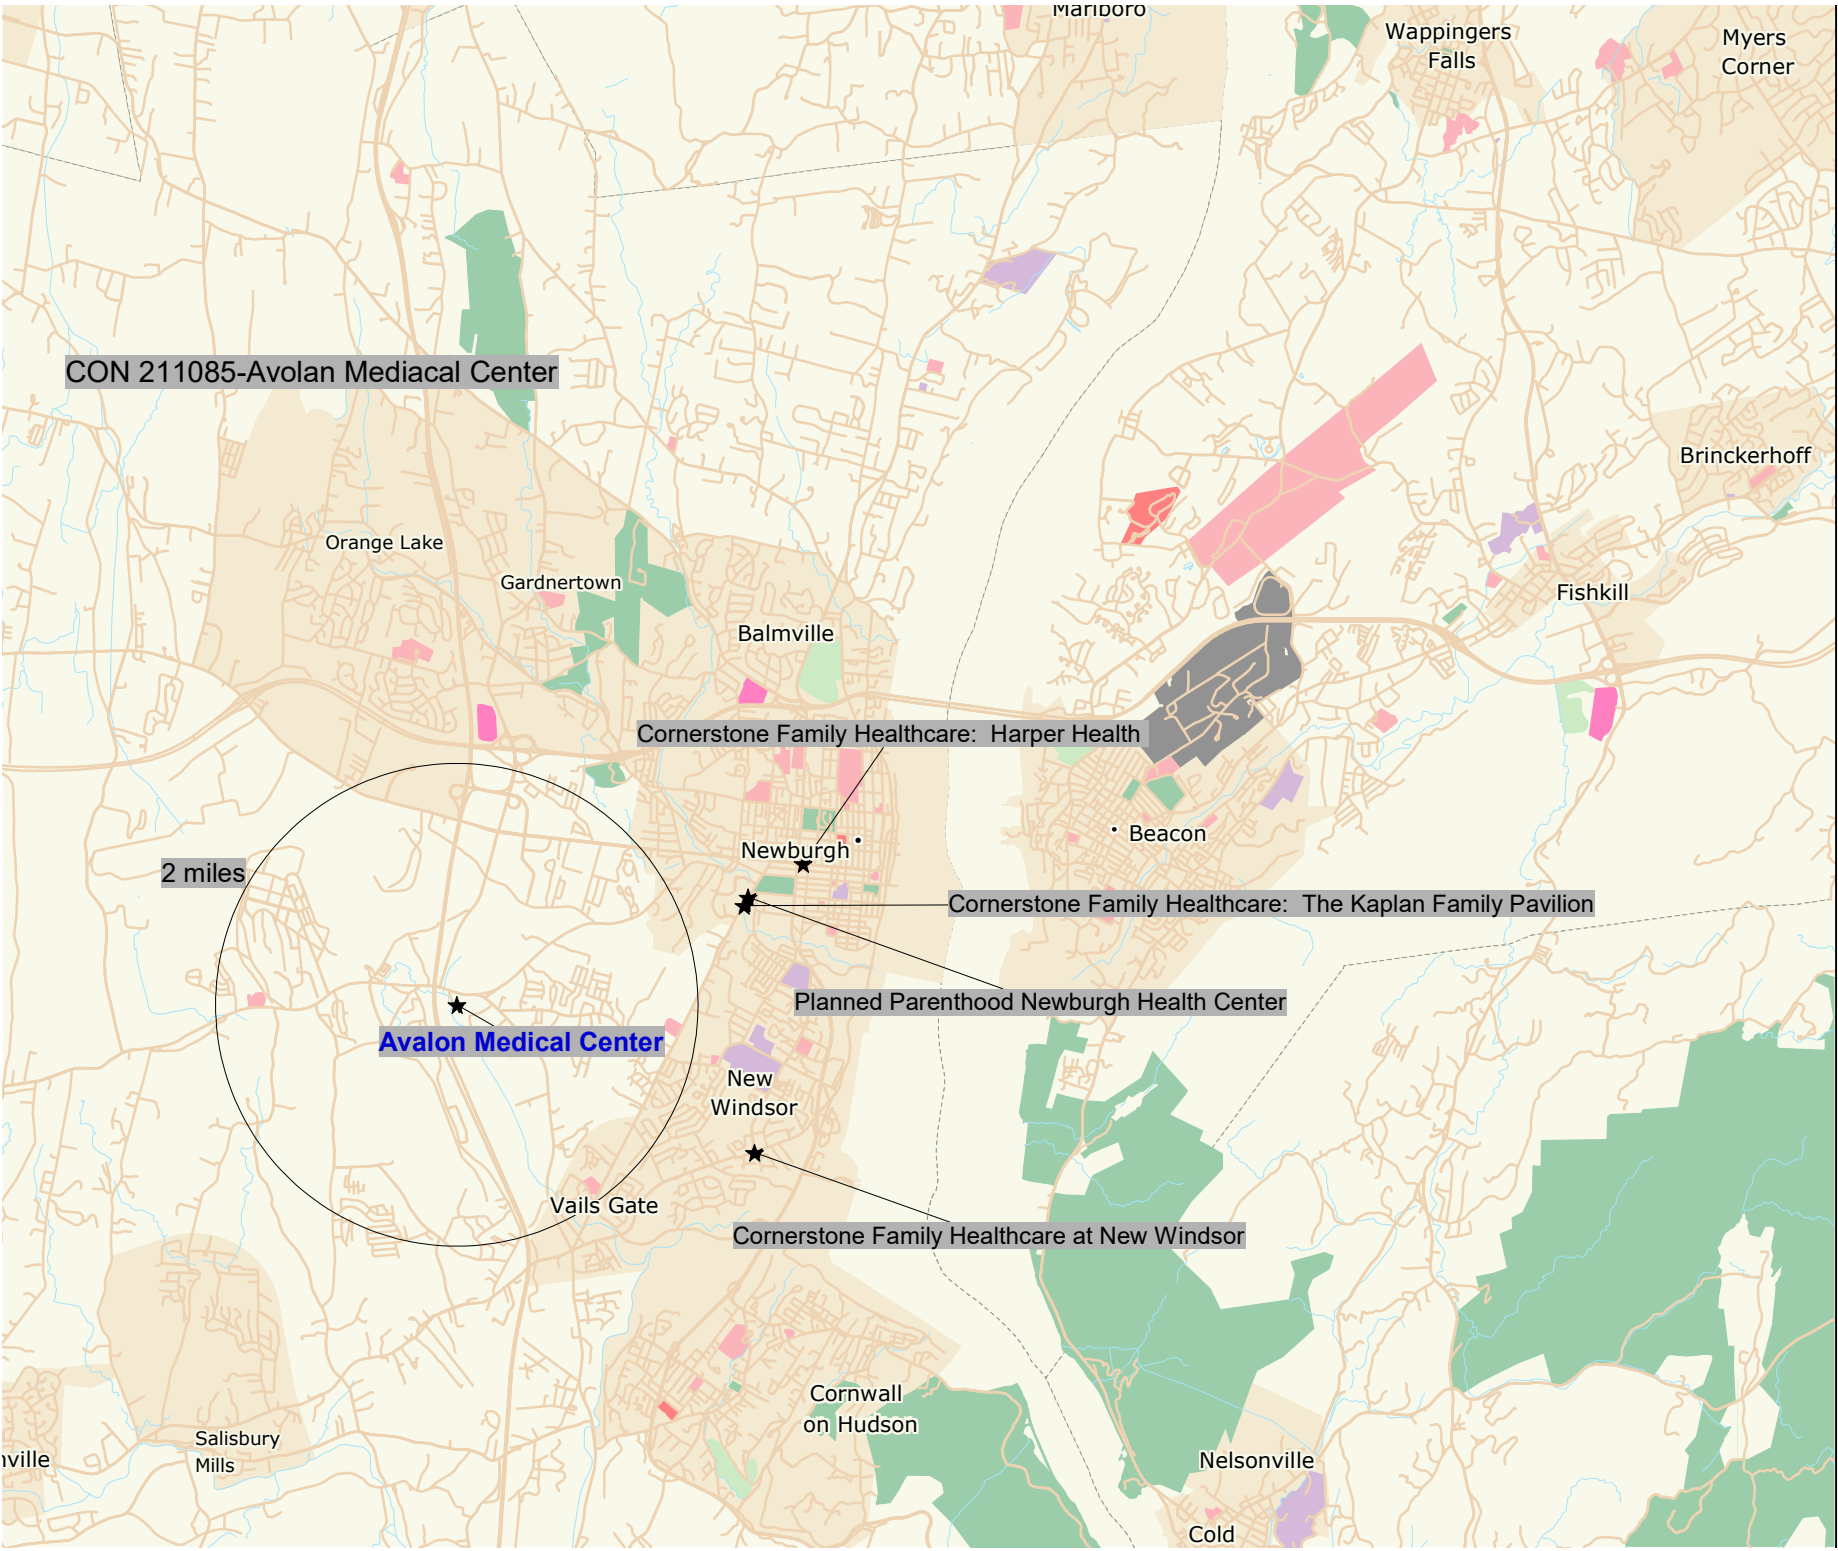 Marlboro
Wappingers
Falls
Myers
Corner
CON 211085-Avolan Mediacal Center
Brinckerhoff
Orange Lake
Gardnertown
Fishkill
Balmville
Cornerstone Family Healthcare:  Harper Health
Beacon
Newburgh
2 miles
Cornerstone Family Healthcare:  The Kaplan Family Pavilion
Planned Parenthood Newburgh Health Center
Avalon Medical Center
New
Windsor
Vails Gate
Cornerstone Family Healthcare at New Windsor
Cornwall
on Hudson
Salisbury
Mills
nville
Nelsonville
Cold